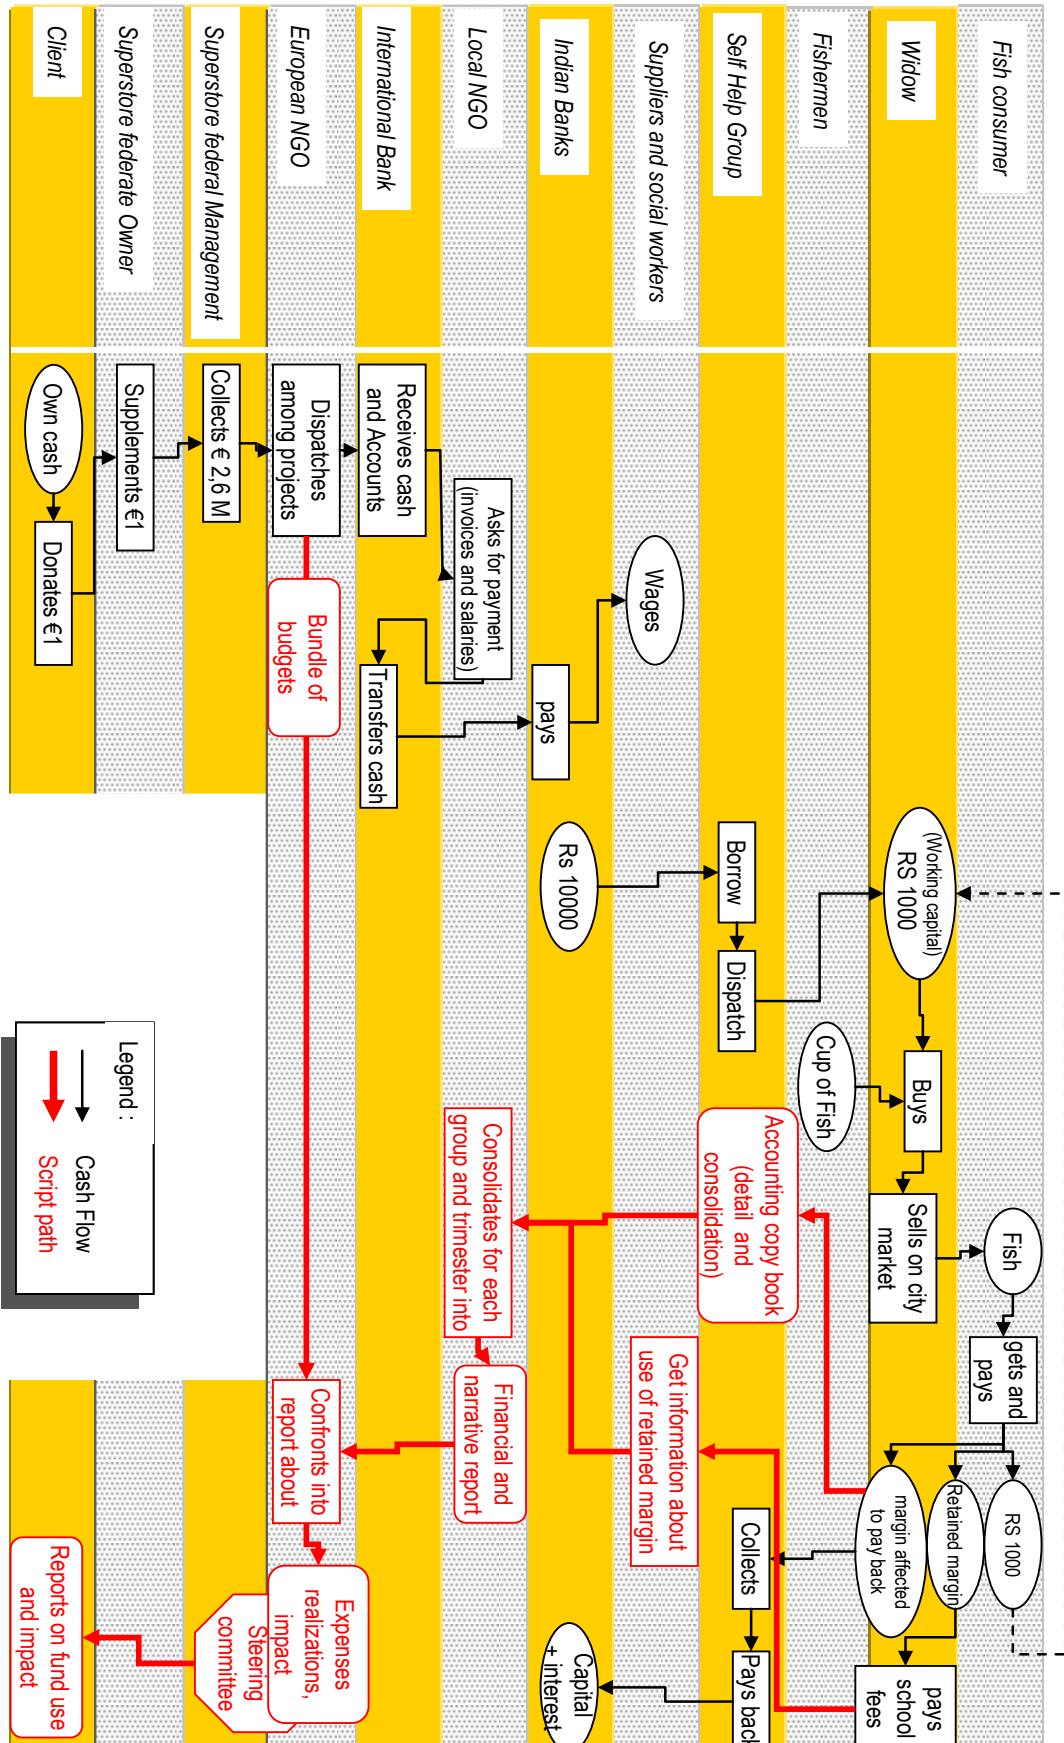 Fish consumer
Widow
Fishermen
Self Help Group
Suppliers and social workers
Indian Banks
Local NGO
International Bank
European NGO
Superstore federal Management
Superstore federate Owner
Client
Own cash
Donates €1
Supplements €1
Collects € 2,6 M
Dispatches
among projects
Receives cash
and Accounts
Asks for payment
(invoices and salaries)
Transfers cash
pays
Wages
Bundle of
budgets
Rs 10000
Borrow
Dispatch
(Working capital)
RS 1000
Buys
Cup of Fish
Sells on city
market
Fish
gets and
pays
RS 1000
Retained margin
margin affected
to pay back
pays
school
fees
Collects
Pays back
Capital
+ interest
Accounting copy book
(detail and
consolidation)
Get information about
use of retained margin
Consolidates for each
group and trimester into
Financial and
narrative report
Confronts into
report about
Expenses
realizations,
impact
Steering
committee
Reports on fund use
and impact
Legend :
Cash Flow
Script path